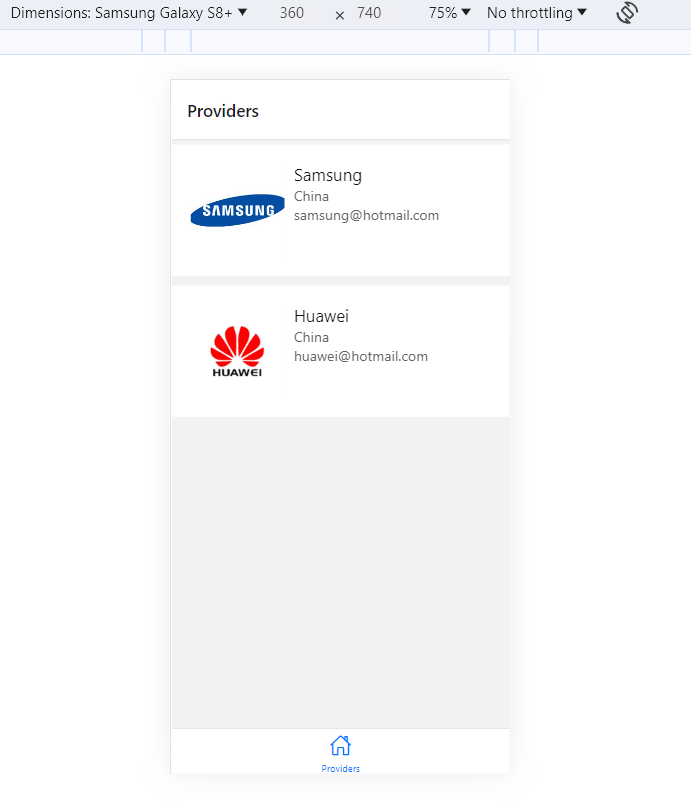 Dimensions: Samsung Galaxy S8+ 360 × 740 75% No throttling
Providers
Samsung
China
SAMSUNG
samsung@hotmail.com
Huawei
China
huawei@hotmail.com
HUAWEI
Providers